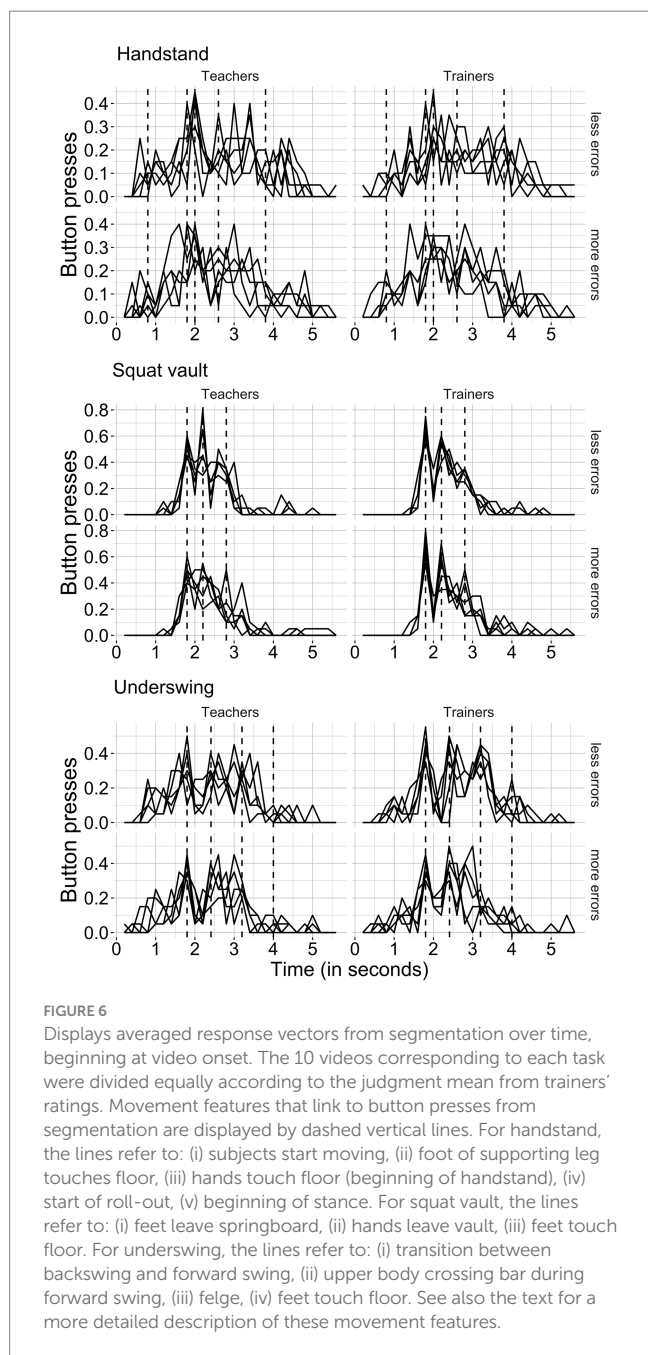 Handstand
Teachers
Trainers
Button presses
0.4
0.3
0.2
0.1
0.0
less errors
0.4
0.3
0.2
0.1
0.0
more errors
0 1 2 3 4 5 0 1 2 3 4 5
Squat vault
Teachers
Trainers
Button presses
0.8
0.6
0.4
0.2
0.0
less errors
0.8
0.6
0.4
0.2
0.0
more errors
0 1 2 3 4 5 0 1 2 3 4 5
Underswing
Teachers
Trainers
Button presses
0.4
0.2
0.0
less errors
0.4
0.2
0.0
more errors
0 1 2 3 4 5 0 1 2 3 4 5
Time (in seconds)
FIGURE 6
Displays averaged response vectors from segmentation over time,
beginning at video onset. The 10 videos corresponding to each task
were divided equally according to the judgment mean from trainers'
ratings. Movement features that link to button presses from
segmentation are displayed by dashed vertical lines. For handstand,
the lines refer to: (i) subjects start moving, (ii) foot of supporting leg
touches floor, (iii) hands touch floor (beginning of handstand), (iv)
start of roll-out, (v) beginning of stance. For squat vault, the lines
refer to: (i) feet leave springboard, (ii) hands leave vault, (iii) feet touch
floor. For underswing, the lines refer to: (i) transition between
backswing and forward swing, (ii) upper body crossing bar during
forward swing, (iii) felge, (iv) feet touch floor. See also the text for a
more detailed description of these movement features.